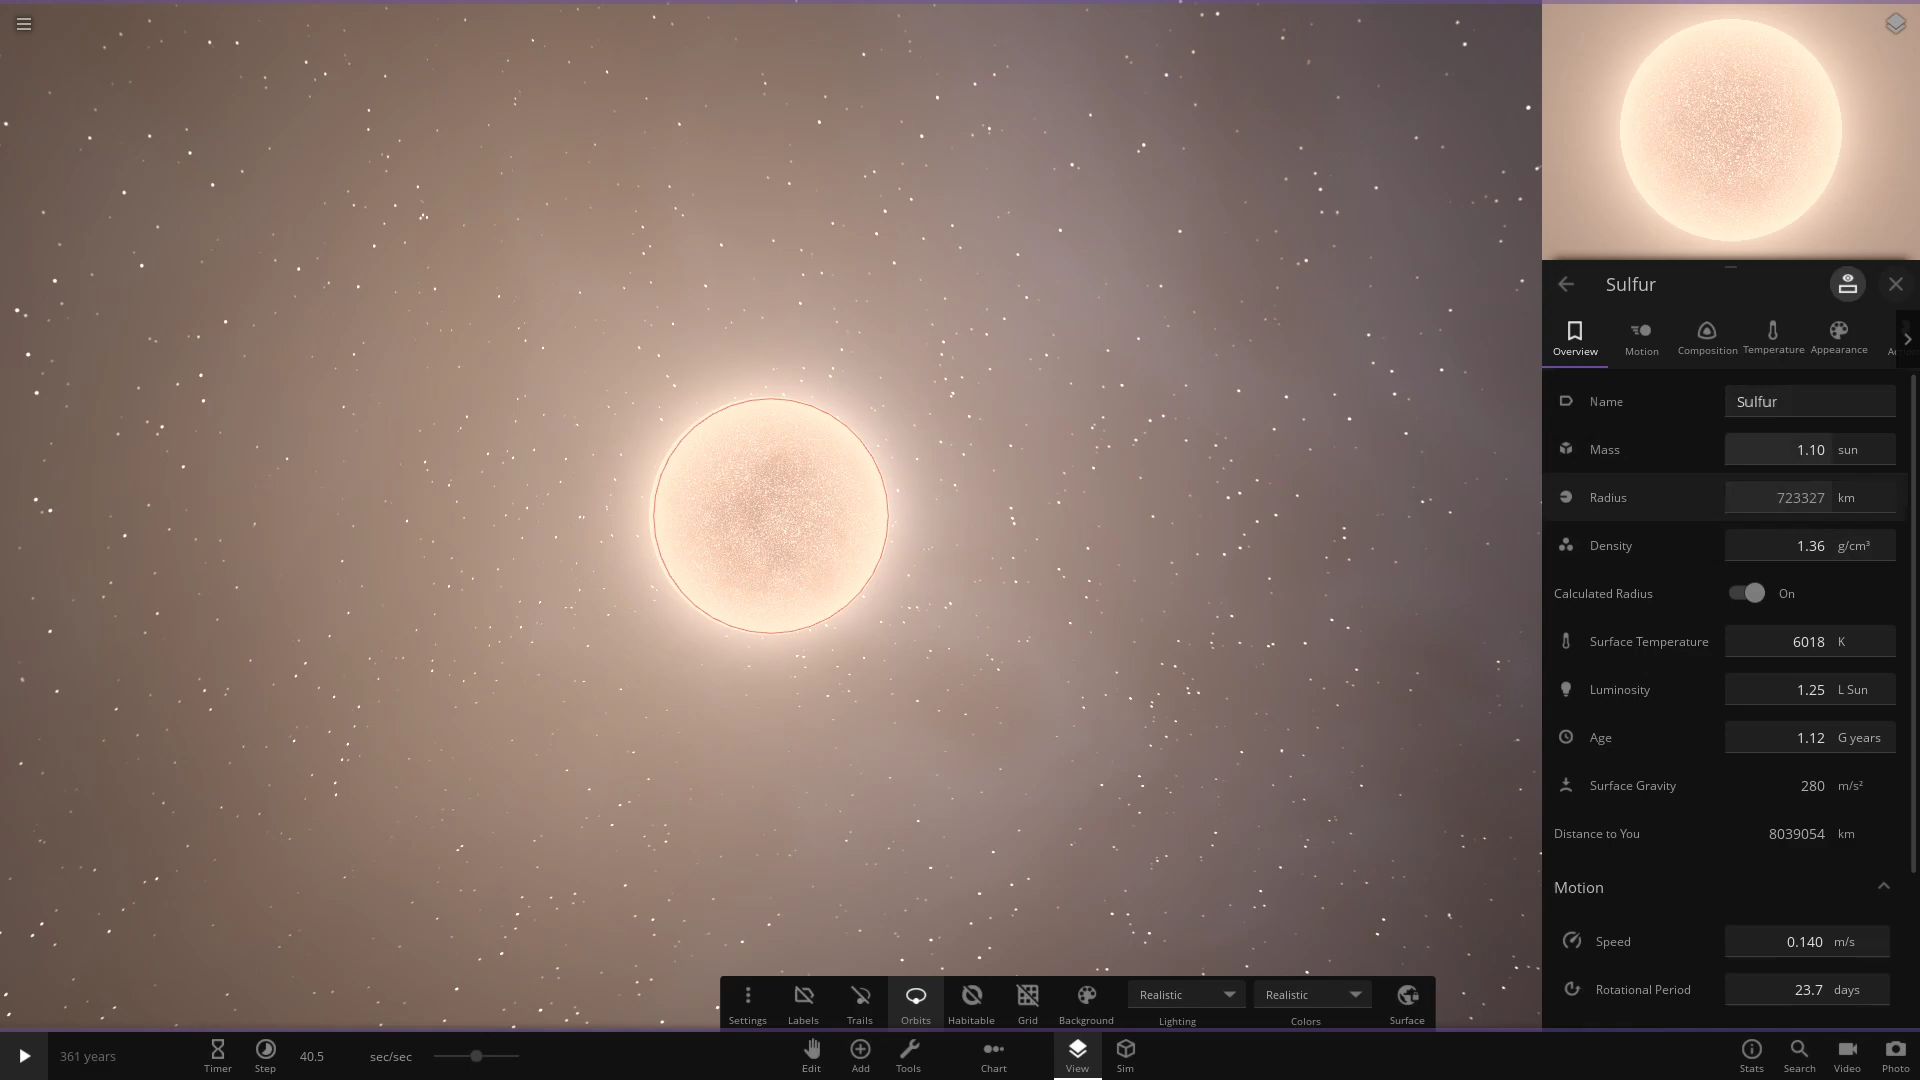 Sulfur
Overview
Motion
Composition
Temperature
Appearance
Name
Sulfur
Mass
1.10 sun
Radius
723327 km
Density
1.36 g/cm³
Calculated Radius
On
Surface Temperature
6018 K
Luminosity
1.25 L Sun
Age
1.12 G years
Surface Gravity
280 m/s²
Distance to You
8039054 km
Motion
Speed
0.140 m/s
Rotational Period
23.7 days
Realistic
Realistic
Settings
Labels
Trails
Orbits
Habitable
Grid
Background
Lighting
Colors
Surface
361 years
Timer
Step
40.5 sec/sec
Edit
Add
Tools
Chart
View
Sim
Stats
Search
Video
Photo